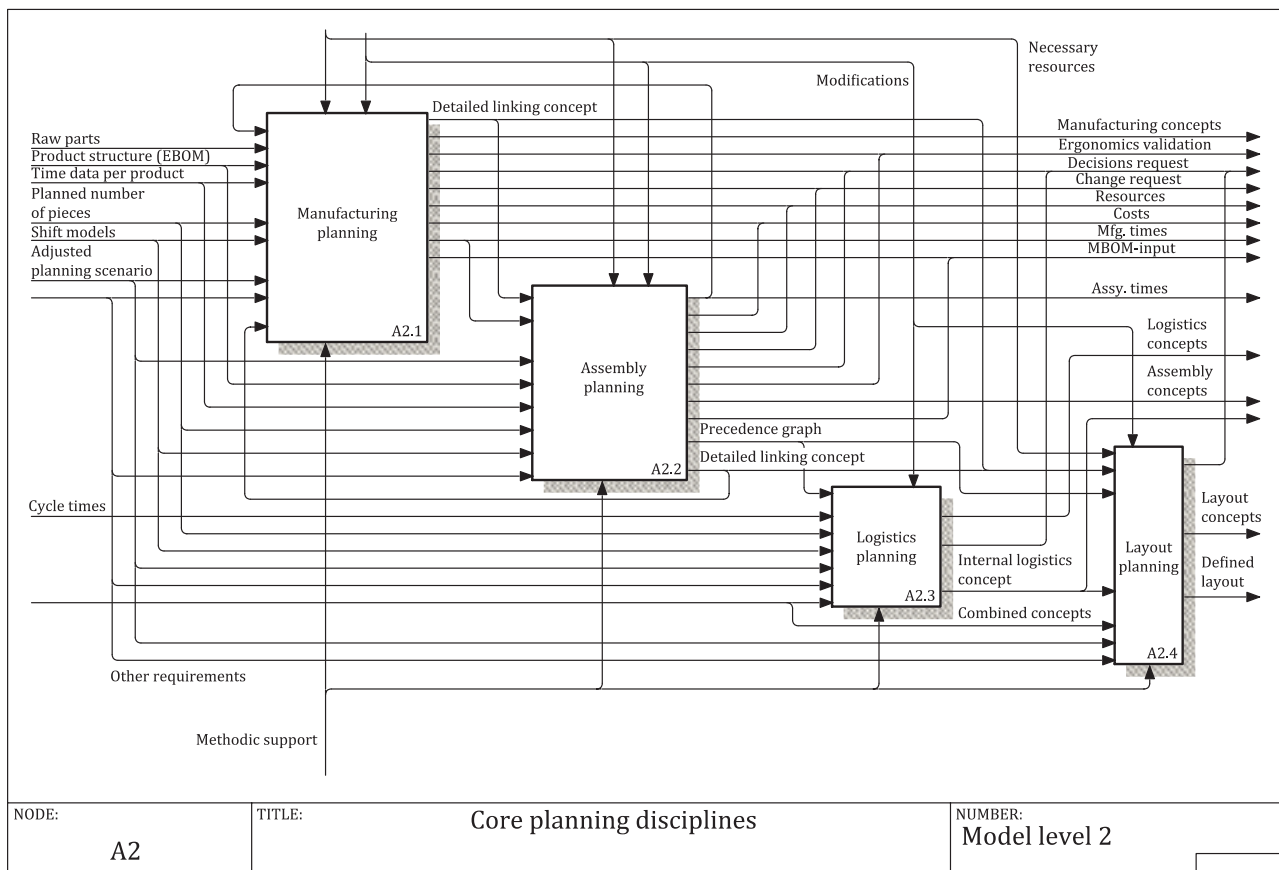 Necessary
resources
Modifications
Detailed linking concept
Raw parts
Product structure (EBOM)
Time data per product
Planned number
of pieces
Shift models
Adjusted
planning scenario
Manufacturing
planning
A2.1
Manufacturing concepts
Ergonomics validation
Decisions request
Change request
Resources
Costs
Mfg. times
MBOM-input
Assy. times
Logistics
concepts
Assembly
concepts
Assembly
planning
A2.2
Precedence graph
Detailed linking concept
Cycle times
Logistics
planning
A2.3
Internal logistics
concept
Combined concepts
Layout
planning
A2.4
Layout
concepts
Defined
layout
Other requirements
Methodic support
NODE:
A2
TITLE:
Core planning disciplines
NUMBER:
Model level 2